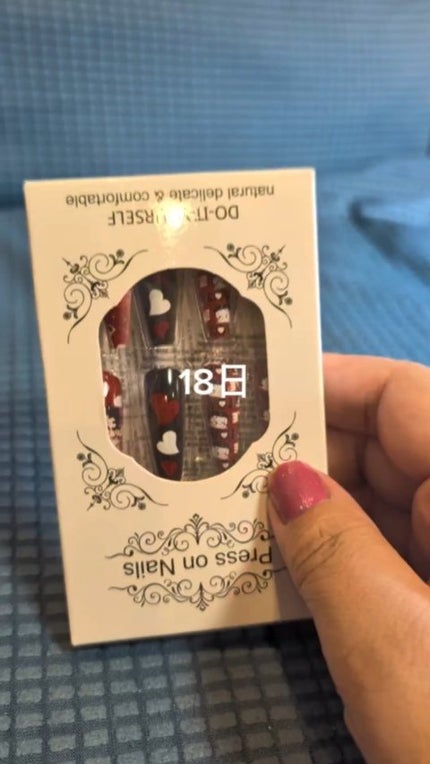 Press on Nails
18日
DO-IT-YOURSELF
natural delicate & comfortable